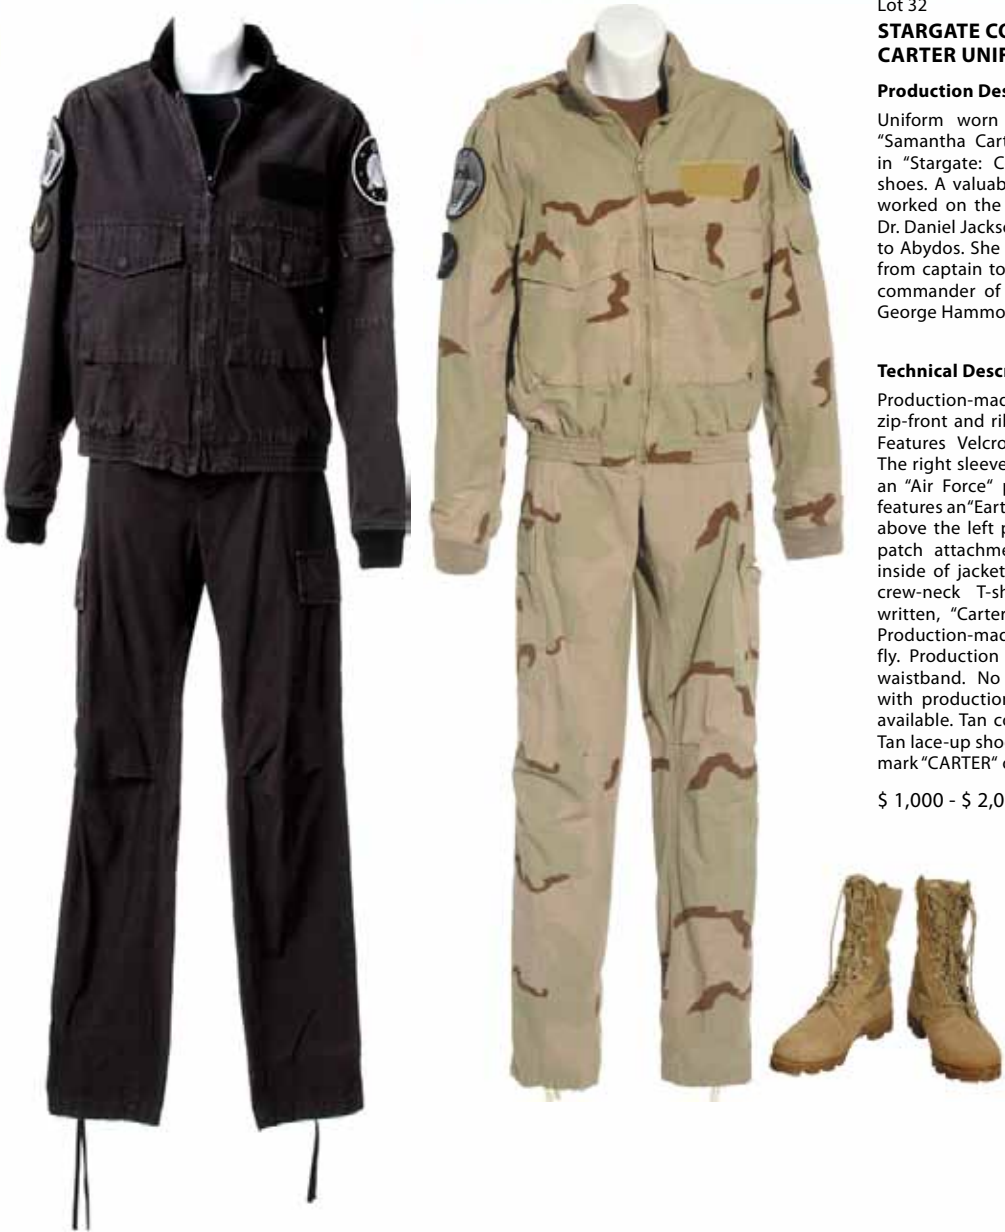 Lot 32
STARGATE CO
CARTER UNIF
Production Des
Uniform worn
"Samantha Cart
in "Stargate: C
shoes. A valuab
worked on the
Dr. Daniel Jackso
to Abydos. She
from captain to
commander of
George Hammo
Technical Descr
Production-mad
zip-front and rib
Features Velcro
The right sleeve
an "Air Force" p
features an "Eart
above the left p
patch attachme
inside of jacket
crew-neck T-sh
written, "Carter
Production-mad
fly. Production
waistband. No
with production
available. Tan co
Tan lace-up sho
mark "CARTER" o
$ 1,000 - $ 2,0